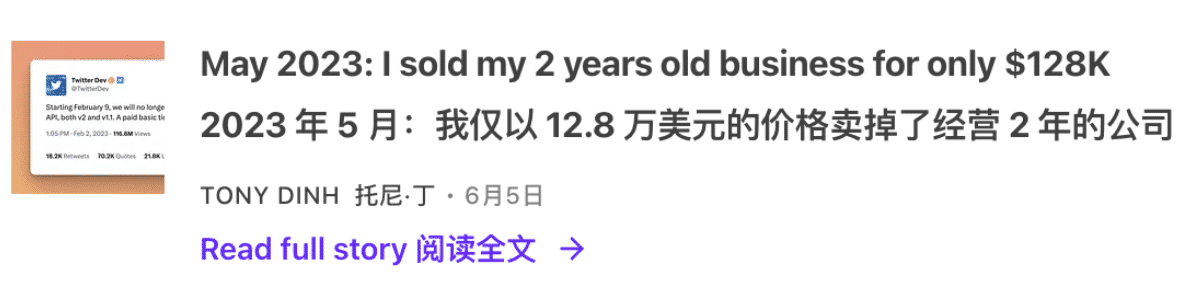 May 2023: I sold my 2 years old business for only $128K
2023 年 5 月：我仅以 12.8 万美元的价格卖掉了经营 2 年的公司
TONY DINH 托尼·丁 · 6月5日
Read full story 阅读全文 →
Twitter Dev
@TwitterDev
Starting February 9, we will no longe
API, both v2 and v1.1. A paid basic tie
1:05 PM · Feb 2, 2023 · 116.6M Views
18.2K Retweets 70.2K Quotes 21.8K L